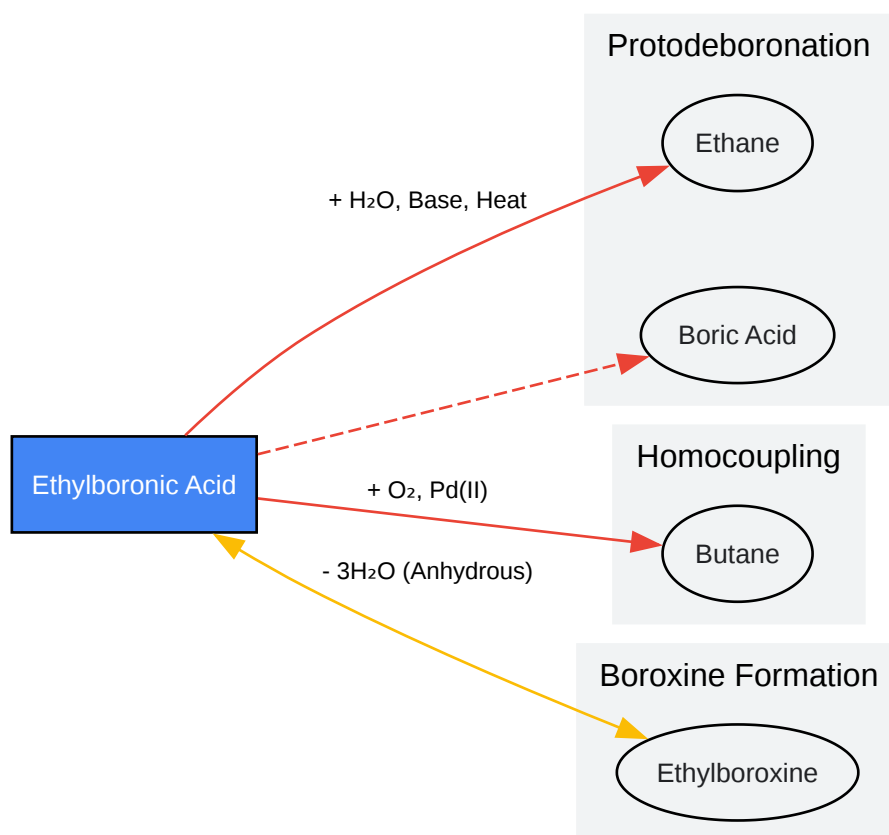 Protodeboronation
Ethane
+ H₂O, Base, Heat
Boric Acid
Ethylboronic Acid
Homocoupling
+ O₂, Pd(II)
Butane
- 3H₂O (Anhydrous)
Boroxine Formation
Ethylboroxine